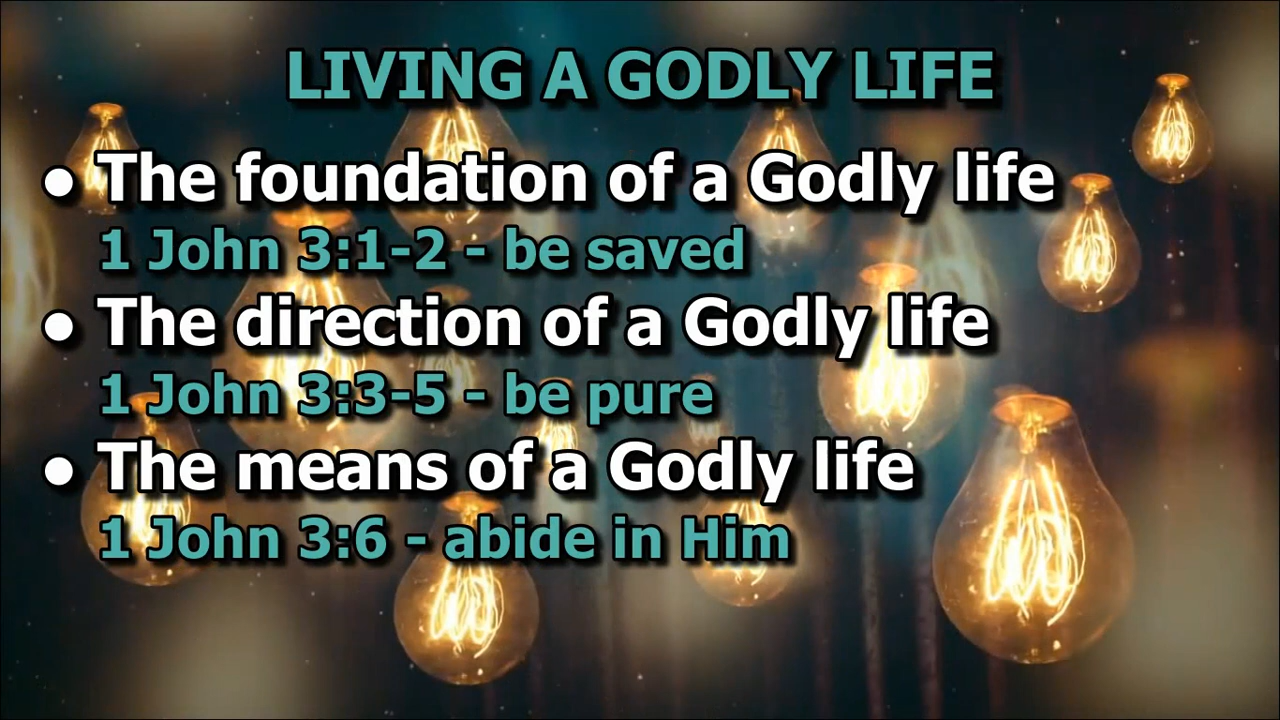 LIVING A GODLY LIFE
● The foundation of a Godly life
1 John 3:1-2 - be saved
● The direction of a Godly life
1 John 3:3-5 - be pure
● The means of a Godly life
1 John 3:6 - abide in Him